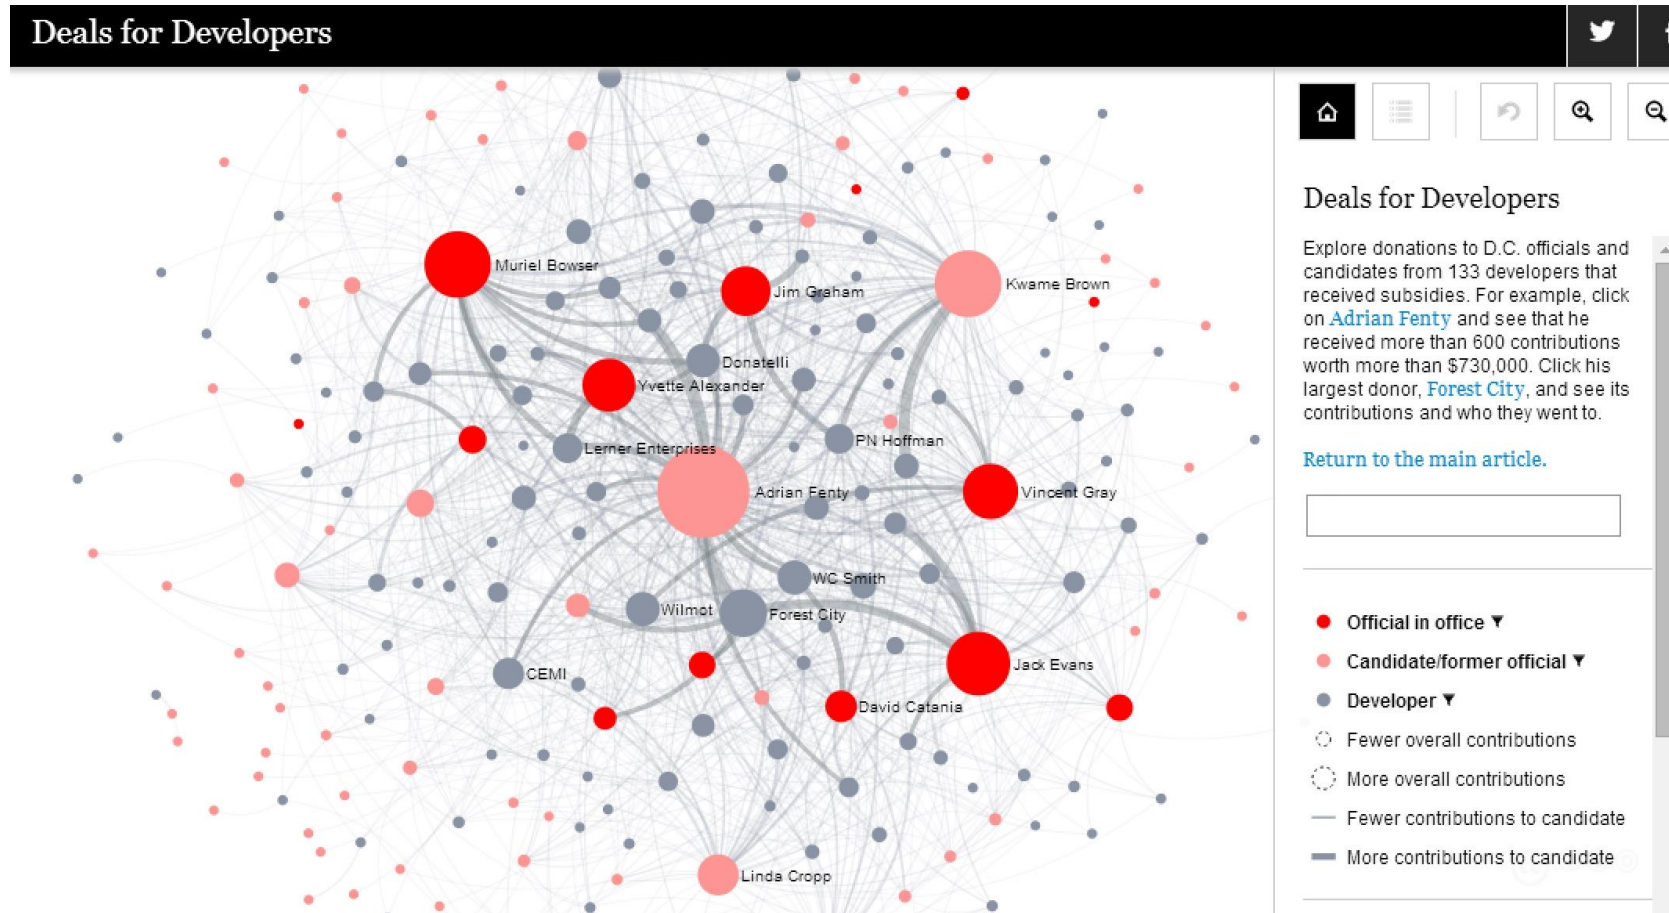 Deals for Developers
Muriel Bowser
Jim Graham
Kwame Brown
Donatelli
Yvette Alexander
Lerner Enterprises
PN Hoffman
Adrian Fenty
Vincent Gray
WC Smith
Wilmot
Forest City
CEMI
Jack Evans
David Catania
Linda Cropp
Deals for Developers
Explore donations to D.C. officials and
candidates from 133 developers that
received subsidies. For example, click
on Adrian Fenty and see that he
received more than 600 contributions
worth more than $730,000. Click his
largest donor, Forest City, and see its
contributions and who they went to.
Return to the main article.
Official in office
Candidate/former official
Developer
Fewer overall contributions
More overall contributions
Fewer contributions to candidate
More contributions to candidate